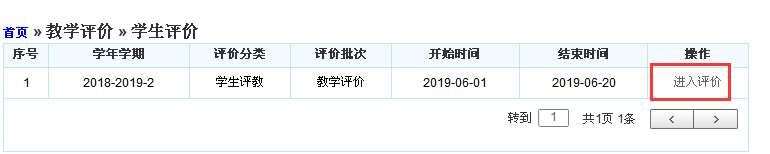 首页 » 教学评价 » 学生评价
序号 学年学期 评价分类 评价批次 开始时间 结束时间 操作
1 2018-2019-2 学生评教 教学评价 2019-06-01 2019-06-20 进入评价
转到 1 共1页 1条 < >